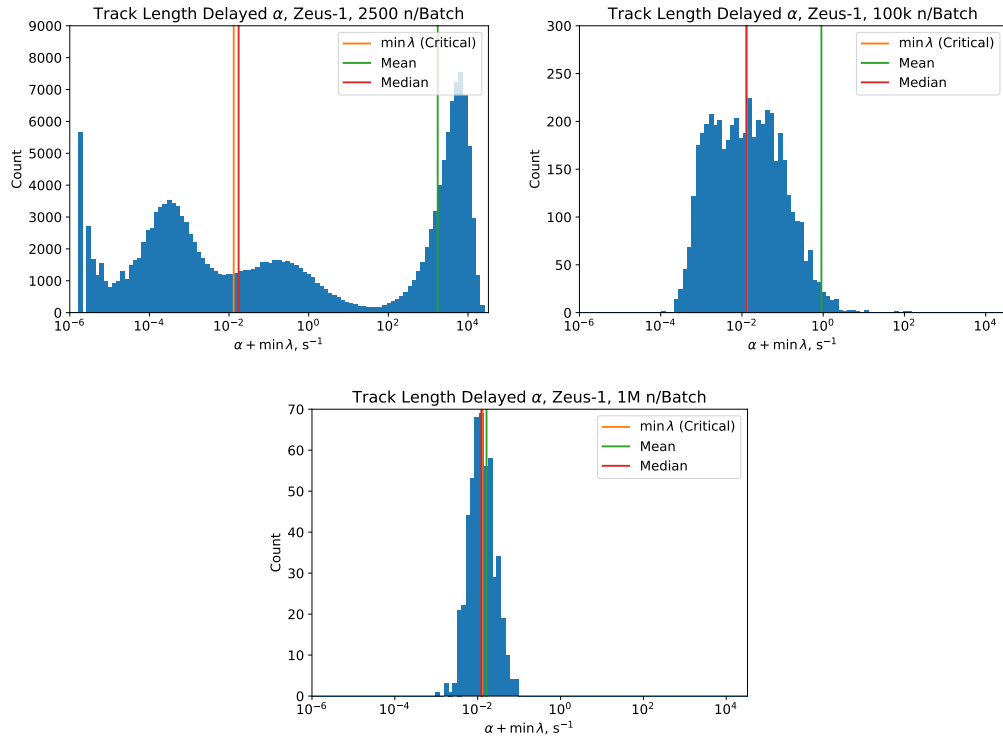 Track Length Delayed α, Zeus-1, 2500 n/Batch
9000
8000
7000
6000
5000
4000
3000
2000
1000
0
Count
min λ (Critical)
Mean
Median
10⁻⁶ 10⁻⁴ 10⁻² 10⁰ 10² 10⁴
α + min λ, s⁻¹
Track Length Delayed α, Zeus-1, 100k n/Batch
300
250
200
150
100
50
0
Count
min λ (Critical)
Mean
Median
10⁻⁶ 10⁻⁴ 10⁻² 10⁰ 10² 10⁴
α + min λ, s⁻¹
Track Length Delayed α, Zeus-1, 1M n/Batch
70
60
50
40
30
20
10
0
Count
min λ (Critical)
Mean
Median
10⁻⁶ 10⁻⁴ 10⁻² 10⁰ 10² 10⁴
α + min λ, s⁻¹